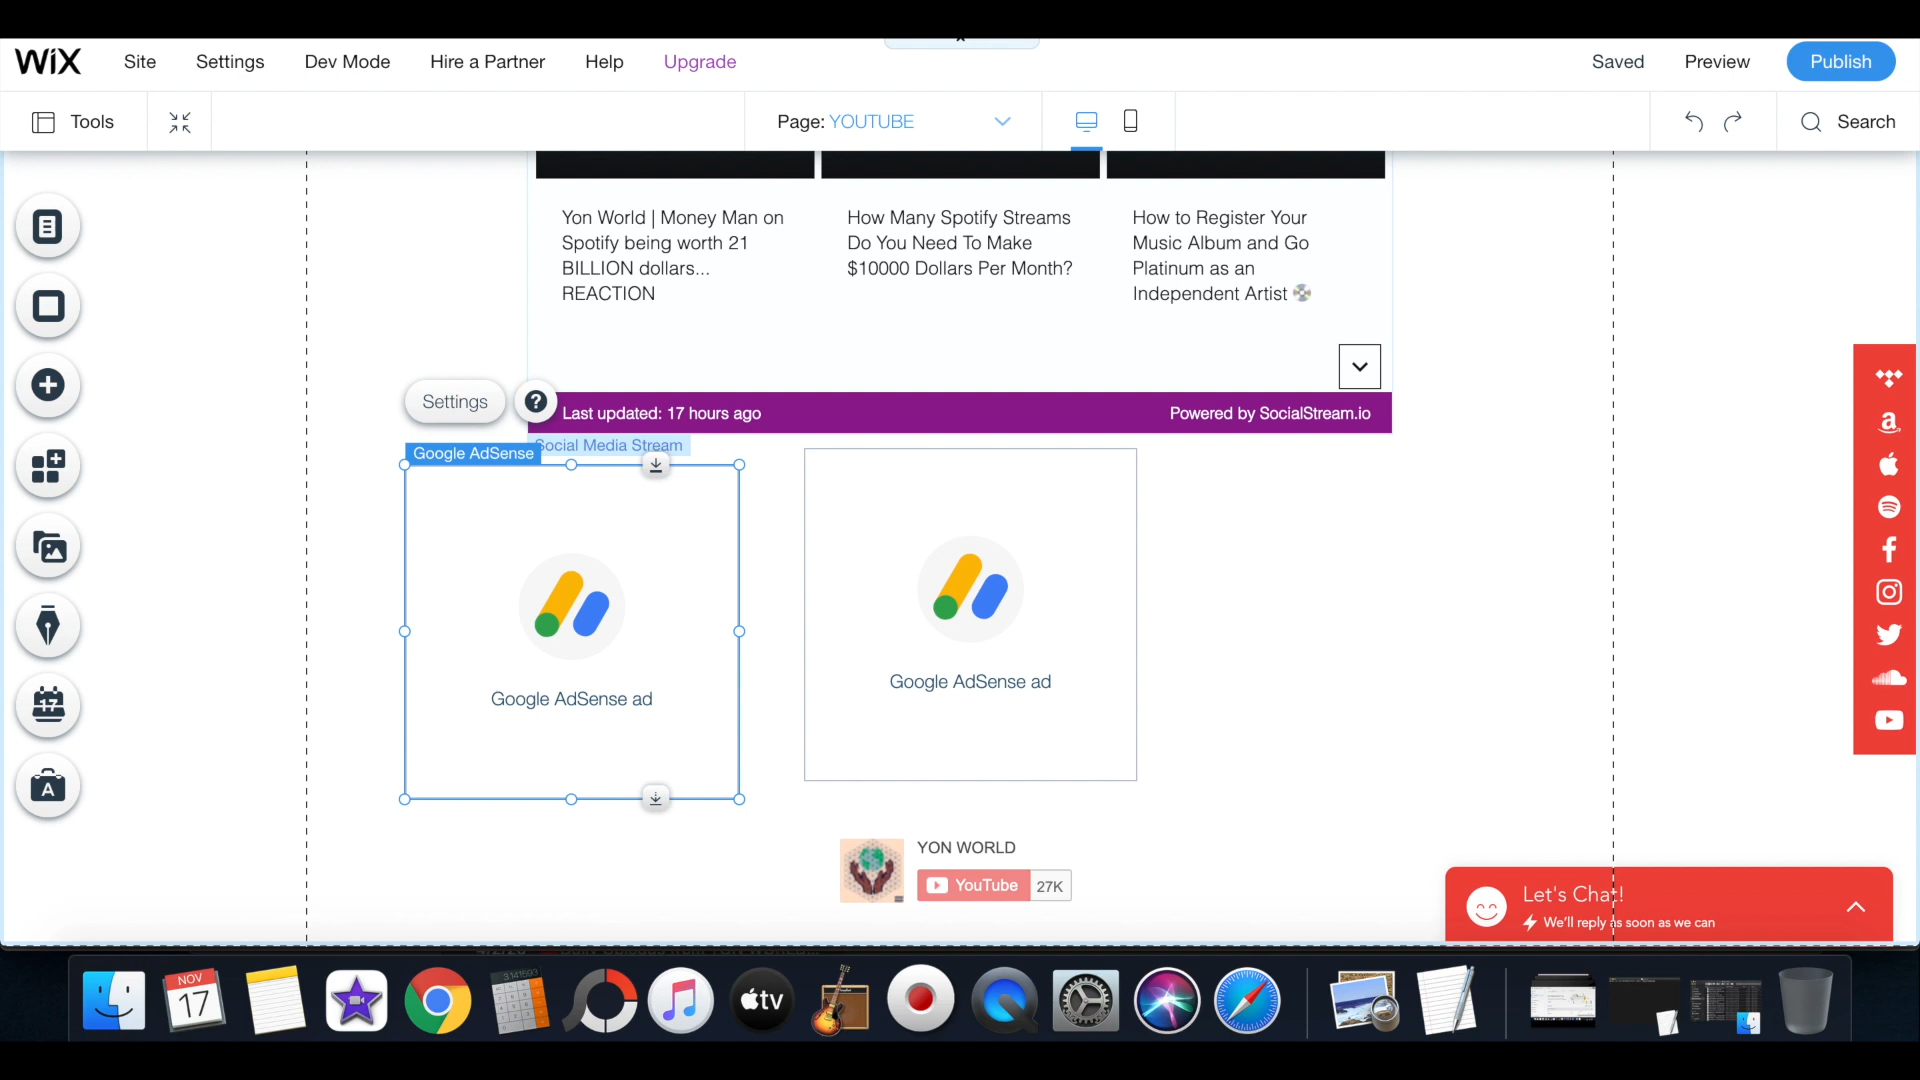 WiX Site Settings Dev Mode Hire a Partner Help Upgrade Saved Preview Publish
Tools Page: YOUTUBE Search
Yon World | Money Man on
Spotify being worth 21
BILLION dollars...
REACTION
How Many Spotify Streams
Do You Need To Make
$10000 Dollars Per Month?
How to Register Your
Music Album and Go
Platinum as an
Independent Artist 💿
Settings ?
Last updated: 17 hours ago Powered by SocialStream.io
Social Media Stream
Google AdSense
Google AdSense ad
Google AdSense ad
YON WORLD
YouTube 27K
Let's Chat!
We'll reply as soon as we can
17
A
NOV
17
3.141593
tv